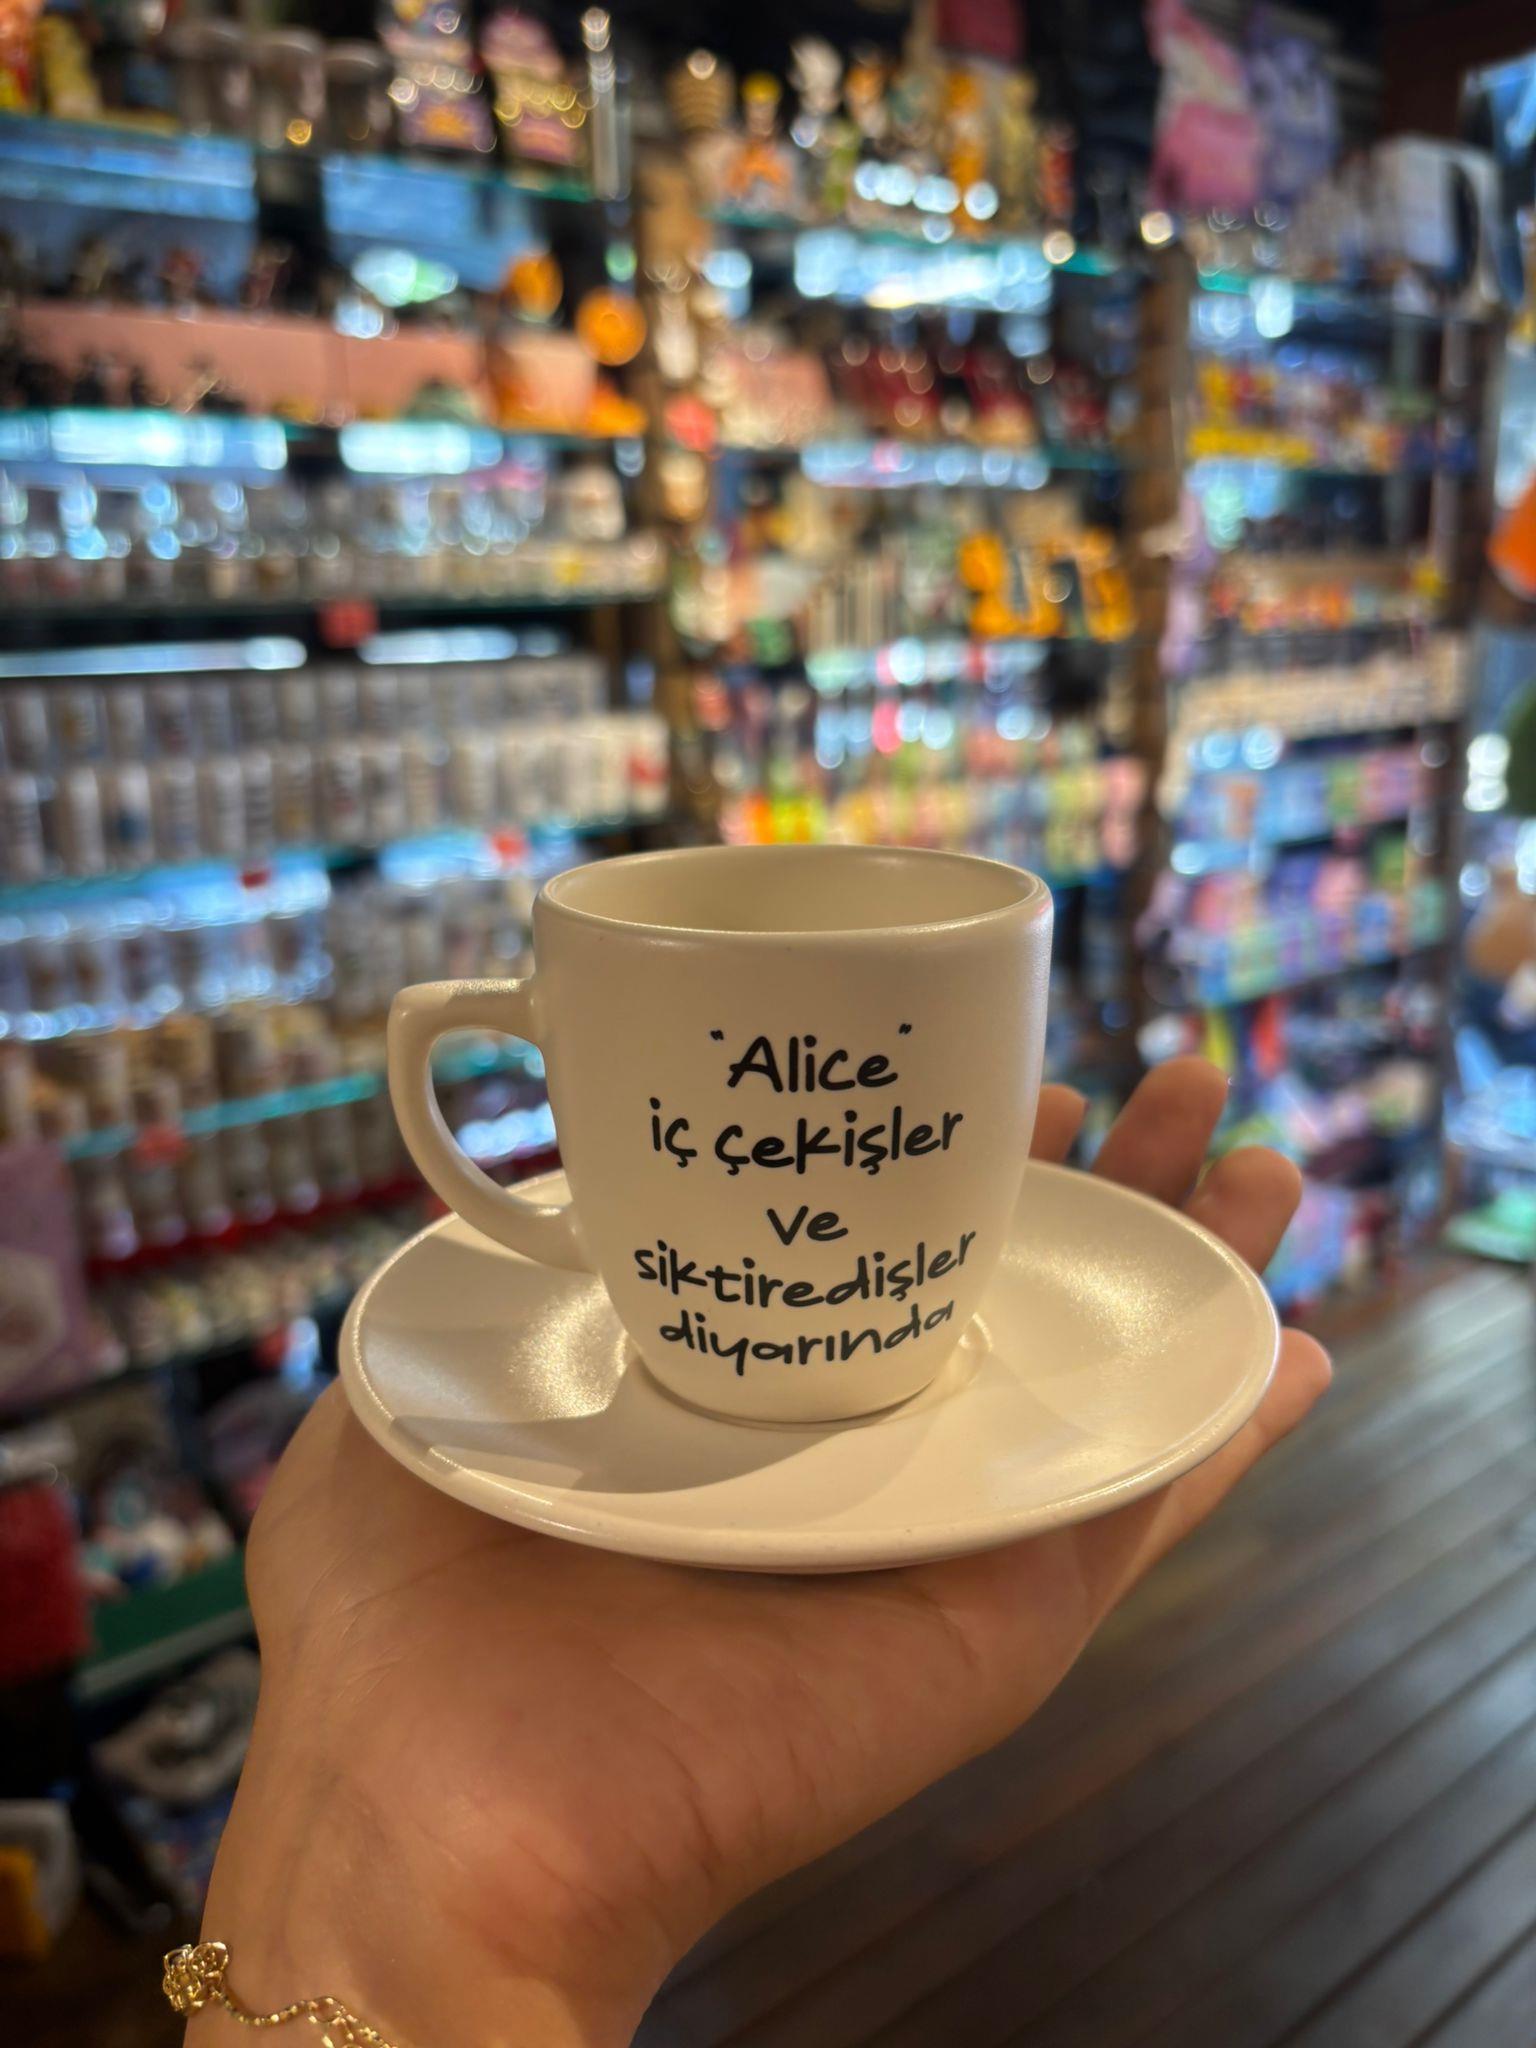 "Alice"
iç çekişler
ve
siktiredişler
diyarında